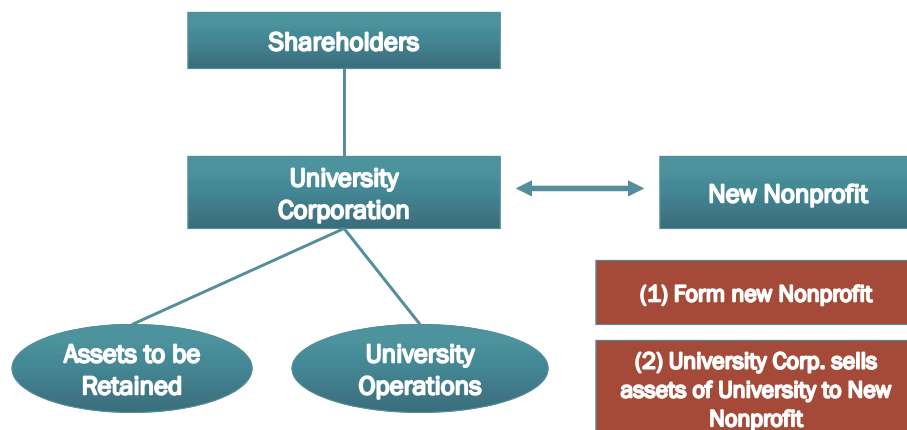 Shareholders
University
Corporation
New Nonprofit
(1) Form new Nonprofit
Assets to be
Retained
University
Operations
(2) University Corp. sells
assets of University to New
Nonprofit